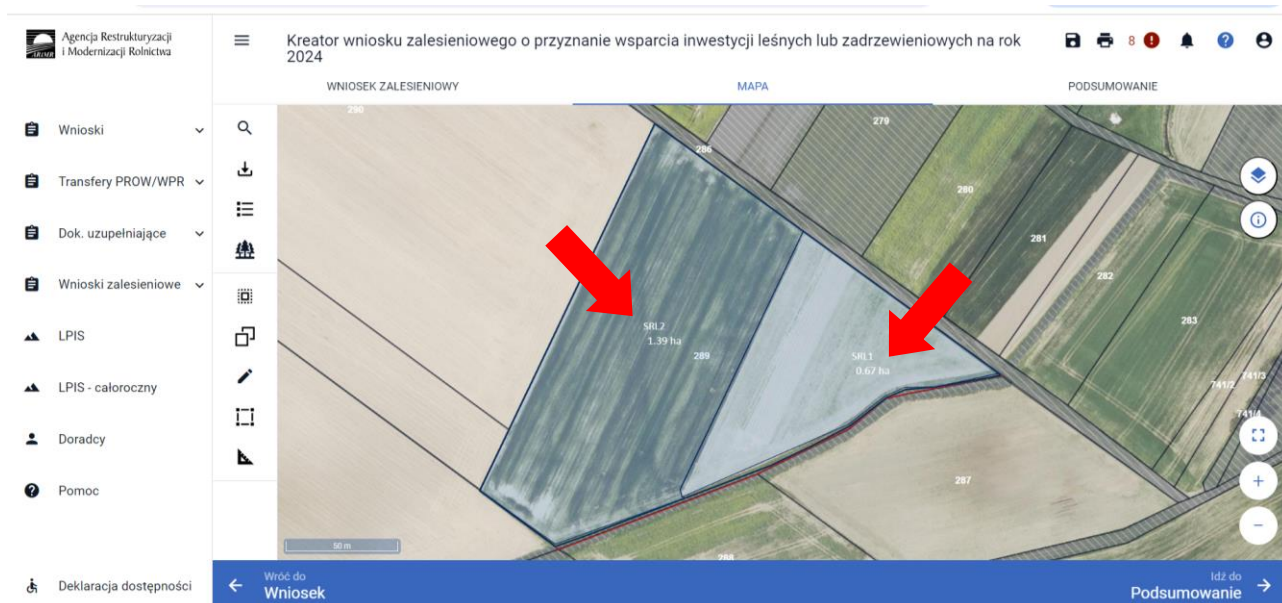 Agencja Restrukturyzacji
i Modernizacji Rolnictwa
ARiMR
Kreator wniosku zalesieniowego o przyznanie wsparcia inwestycji leśnych lub zadrzewieniowych na rok
2024
8
WNIOSEK ZALESIENIOWY
MAPA
PODSUMOWANIE
Wnioski
Transfery PROW/WPR
Dok. uzupełniające
Wnioski zalesieniowe
LPIS
LPIS - całoroczny
Doradcy
Pomoc
Deklaracja dostępności
290
279
286
280
281
282
283
SRL2
1.39 ha
289
SRL1
0.67 ha
741/3
741/2
741/4
287
288
50 m
Wróć do
Wniosek
Idź do
Podsumowanie